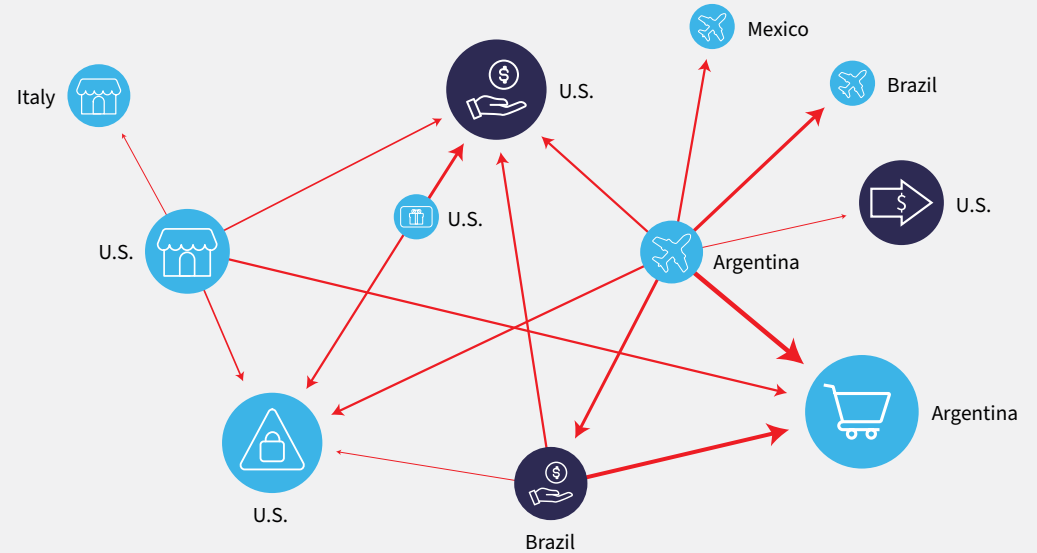 Mexico
Brazil
Italy
$
U.S.
$
U.S.
U.S.
U.S.
Argentina
Argentina
U.S.
$
Brazil